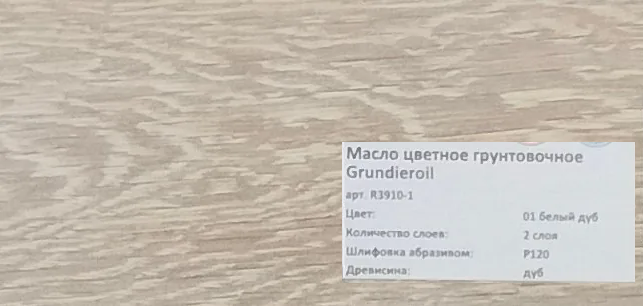 Масло цветное грунтовочное
Grundieroil
арт. R3910-1
Цвет: 01 белый дуб
Количество слоев: 2 слоя
Шлифовка абразивом: P120
Древисина: дуб